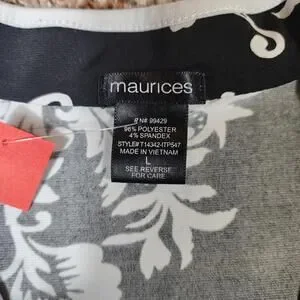 maurices
RN# 99429
96% POLYESTER
4% SPANDEX
STYLE# T14342-ITP547
MADE IN VIETNAM
L
SEE REVERSE
FOR CARE